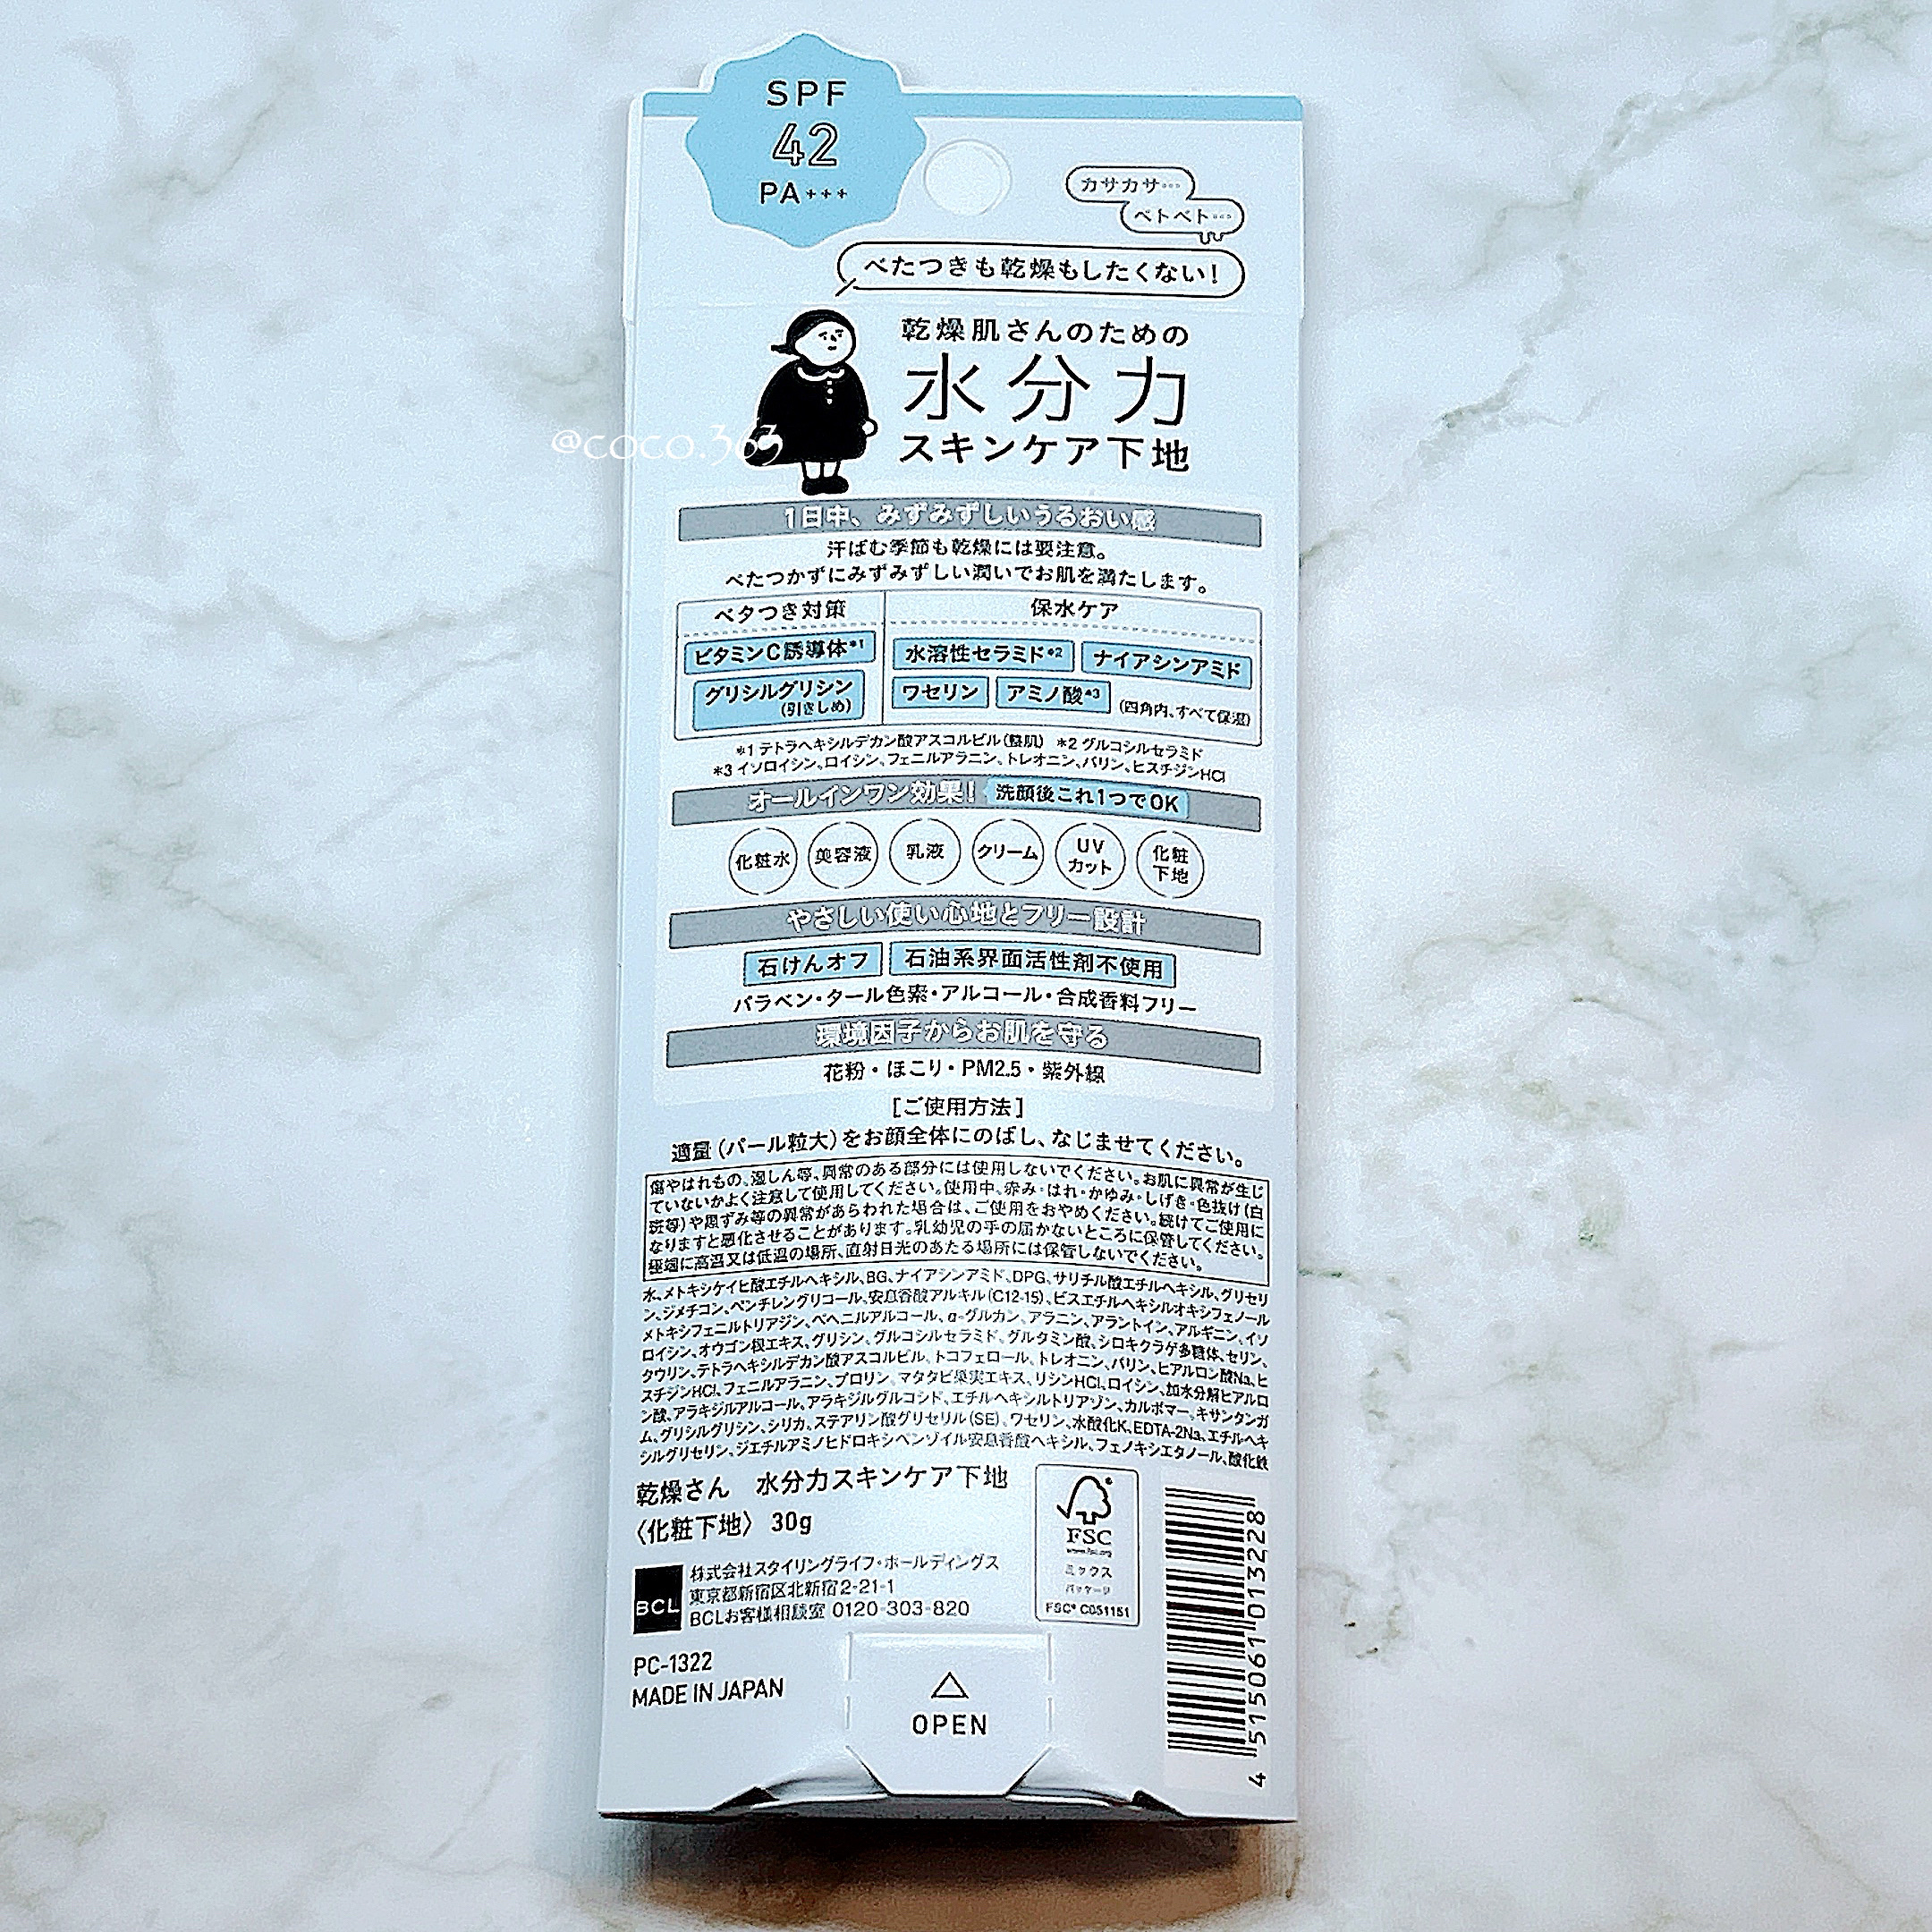 SPF
42
PA+++
カサカサ…
ベトベト…
べたつきも乾燥もしたくない!
乾燥肌さんのための
水分力
スキンケア下地
@coco.363
1日中、みずみずしいうるおい感
汗ばむ季節も乾燥には要注意。
べたつかずにみずみずしい潤いでお肌を満たします。
ベタつき対策
保水ケア
ビタミンC誘導体*1
水溶性セラミド*2 ナイアシンアミド
グリシルグリシン
(引きしめ)
ワセリン アミノ酸*3 (四角内、すべて保湿)
*1 テトラヘキシルデカン酸アスコルビル(整肌) *2 グルコシルセラミド
*3 イソロイシン、ロイシン、フェニルアラニン、トレオニン、バリン、ヒスチジンHCl
オールインワン効果! 洗顔後これ1つでOK
化粧水 美容液 乳液 クリーム UVカット 化粧下地
やさしい使い心地とフリー設計
石けんオフ 石油系界面活性剤不使用
パラベン・タール色素・アルコール・合成香料フリー
環境因子からお肌を守る
花粉・ほこり・PM2.5・紫外線
[ご使用方法]
適量(パール粒大)をお顔全体にのばし、なじませてください。
傷やはれもの、湿しん等、異常のある部分には使用しないでください。お肌に異常が生じ
ていないかよく注意して使用してください。使用中、赤み・はれ・かゆみ・しげき・色抜け(白
斑等)や黒ずみ等の異常があらわれた場合は、ご使用をおやめください。続けてご使用に
なりますと悪化させることがあります。乳幼児の手の届かないところに保管してください。
極端に高温又は低温の場所、直射日光のあたる場所には保管しないでください。
水、メトキシケイヒ酸エチルヘキシル、BG、ナイアシンアミド、DPG、サリチル酸エチルヘキシル、グリセリ
ン、ジメチコン、ペンチレングリコール、安息香酸アルキル(C12-15)、ビスエチルヘキシルオキシフェノール
メトキシフェニルトリアジン、ベヘニルアルコール、α-グルカン、アラニン、アラントイン、アルギニン、イソ
ロイシン、オウゴン根エキス、グリシン、グルコシルセラミド、グルタミン酸、シロキクラゲ多糖体、セリン、
タウリン、テトラヘキシルデカン酸アスコルビル、トコフェロール、トレオニン、バリン、ヒアルロン酸Na、ヒ
スチジンHCl、フェニルアラニン、プロリン、マタタビ果実エキス、リシンHCl、ロイシン、加水分解ヒアルロ
ン酸、アラキジルアルコール、アラキジルグルコシド、エチルヘキシルトリアゾン、カルボマー、キサンタンガ
ム、グリシルグリシン、シリカ、ステアリン酸グリセリル(SE)、ワセリン、水酸化K、EDTA-2Na、エチルヘキ
シルグリセリン、ジエチルアミノヒドロキシベンゾイル安息香酸ヘキシル、フェノキシエタノール、酸化鉄
乾燥さん 水分力スキンケア下地
〈化粧下地〉 30g
BCL
株式会社スタイリングライフ・ホールディングス
東京都新宿区北新宿2-21-1
BCLお客様相談室 0120-303-820
FSC
www.fsc.org
ミックス
パッケージ
FSC® C051151
PC-1322
MADE IN JAPAN
OPEN
4 515061 013228